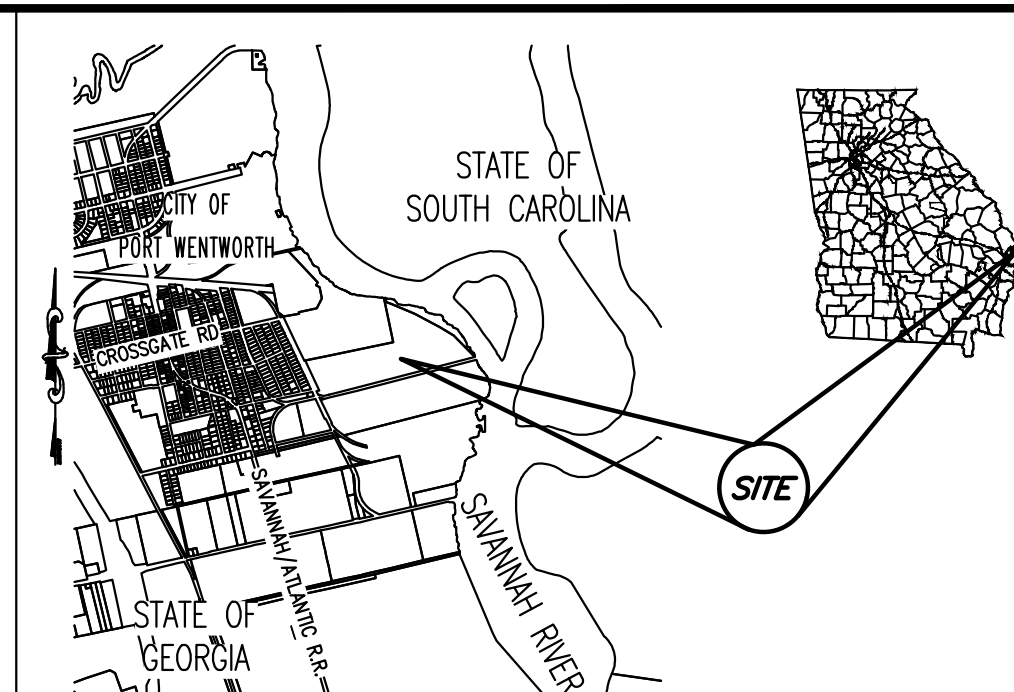 STATE OF
SOUTH CAROLINA
CITY OF
PORT WENTWORTH
CROSSGATE RD
SITE
SAVANNAH/ATLANTIC R.R.
SAVANNAH RIVER
STATE OF
GEORGIA